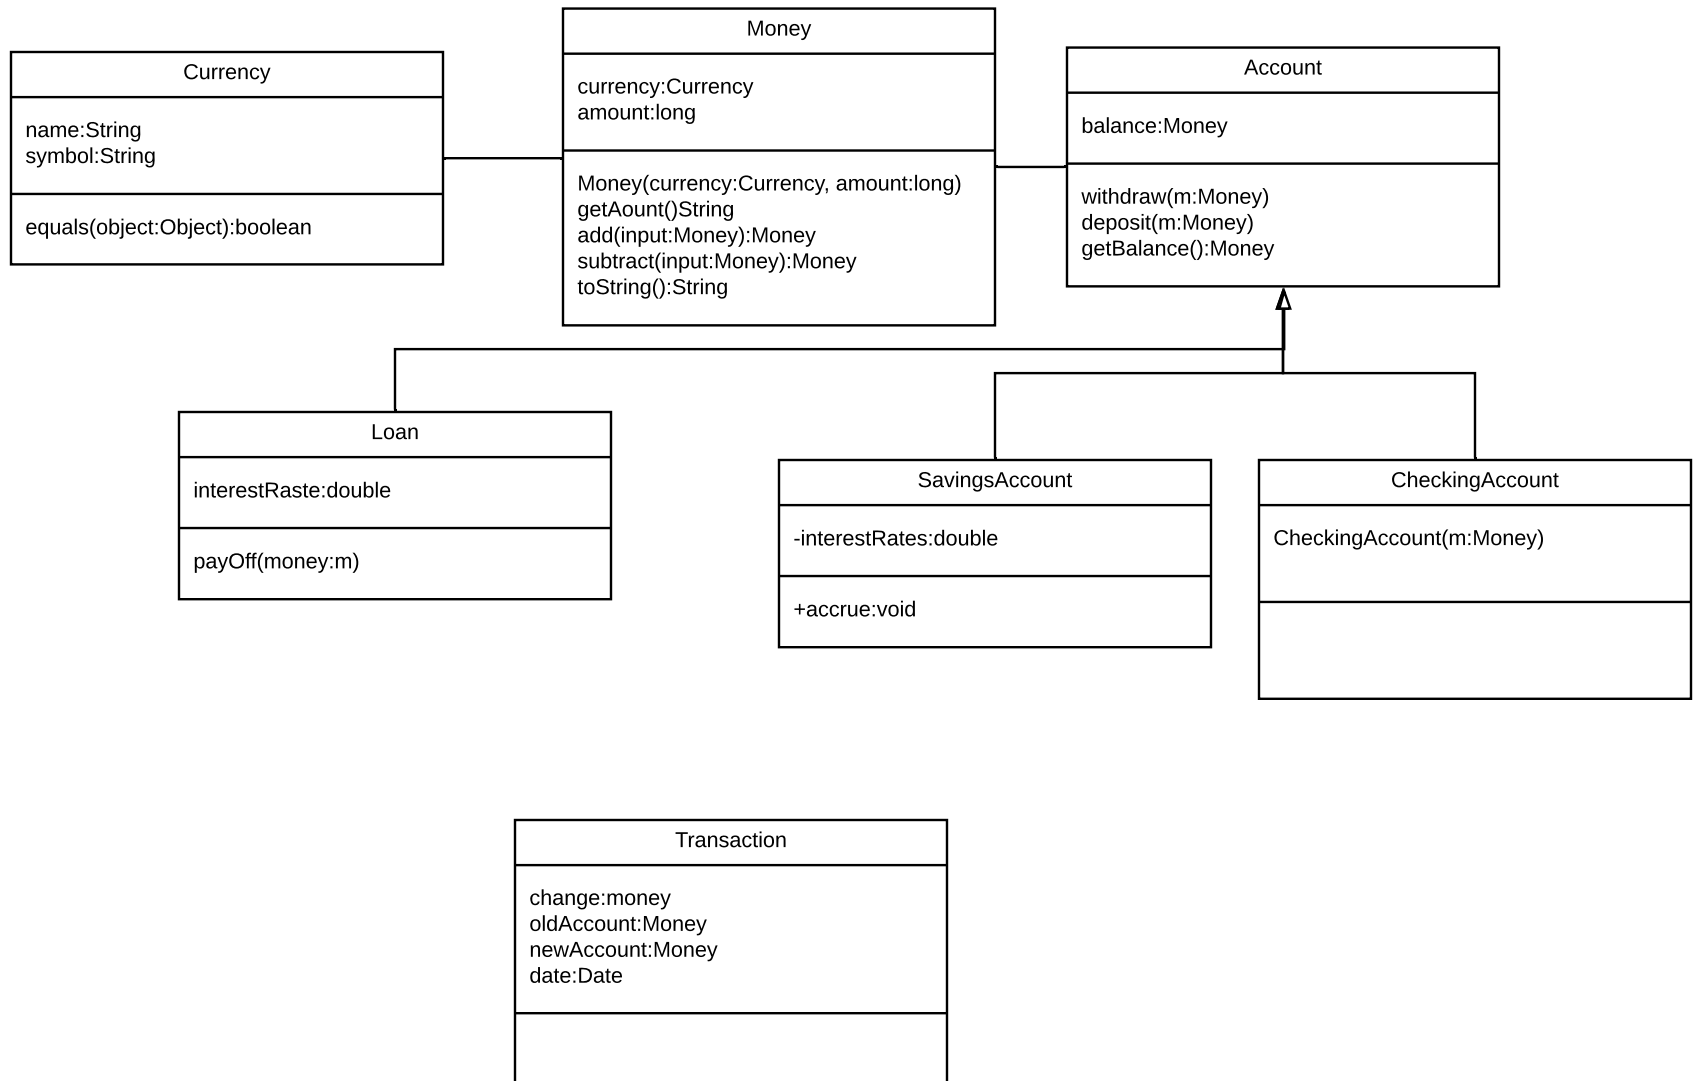 Currency
name:String
symbol:String
equals(object:Object):boolean
Money
currency:Currency
amount:long
Money(currency:Currency, amount:long)
getAount()String
add(input:Money):Money
subtract(input:Money):Money
toString():String
Account
balance:Money
withdraw(m:Money)
deposit(m:Money)
getBalance():Money
Loan
interestRaste:double
payOff(money:m)
SavingsAccount
-interestRates:double
+accrue:void
CheckingAccount
CheckingAccount(m:Money)
Transaction
change:money
oldAccount:Money
newAccount:Money
date:Date